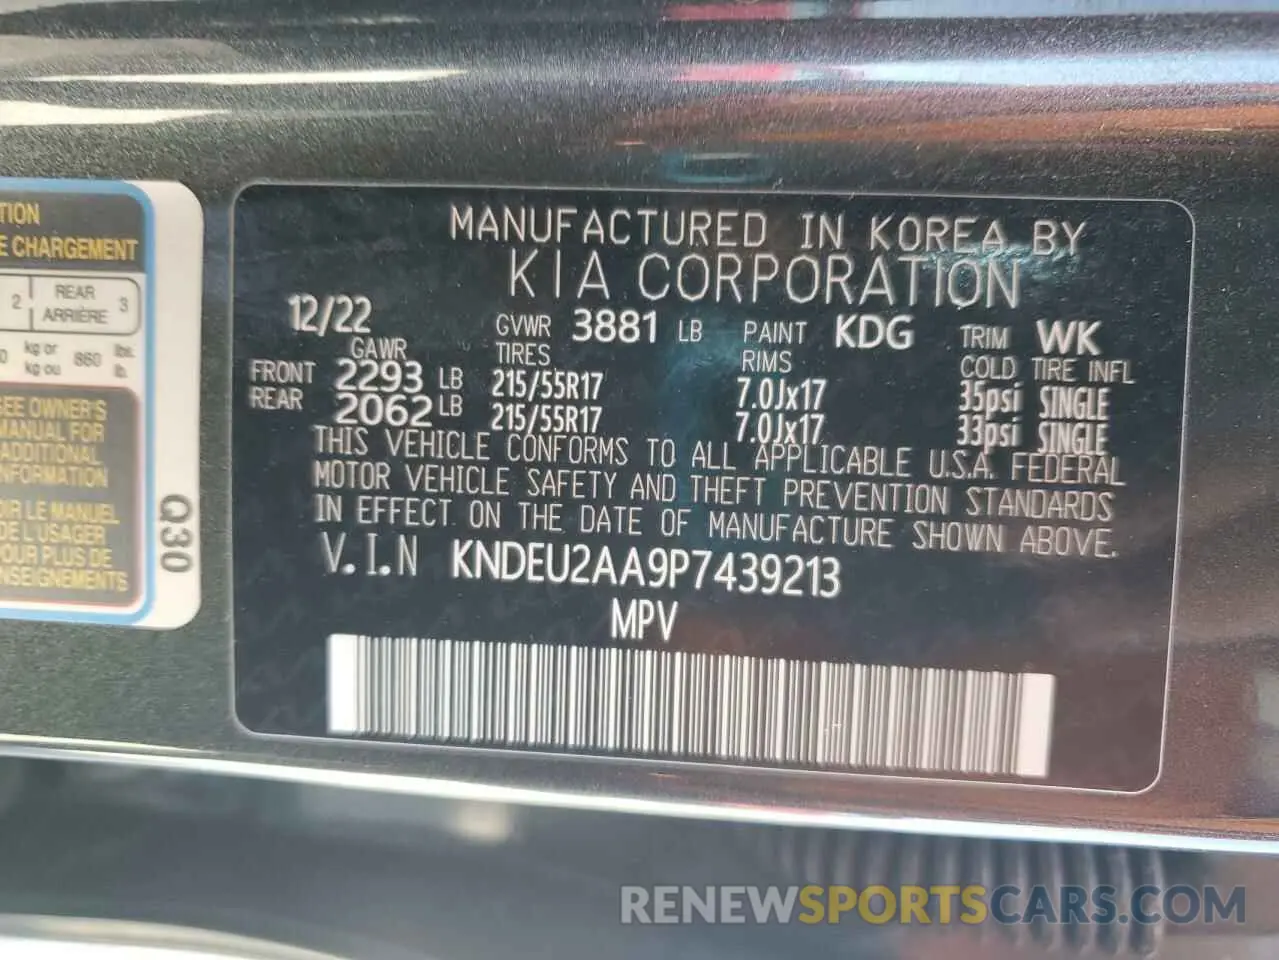 TION
E CHARGEMENT
2 REAR ARRIÈRE 3
kg or kg ou 860 lbs. lb.
SEE OWNER'S
MANUAL FOR
ADDITIONAL
INFORMATION
VOIR LE MANUEL
DE L'USAGER
POUR PLUS DE
RENSEIGNEMENTS
Q30
MANUFACTURED IN KOREA BY
KIA CORPORATION
12/22 GVWR 3881 LB PAINT KDG TRIM WK
GAWR TIRES RIMS COLD TIRE INFL
FRONT 2293 LB 215/55R17 7.0Jx17 35psi SINGLE
REAR 2062 LB 215/55R17 7.0Jx17 33psi SINGLE
THIS VEHICLE CONFORMS TO ALL APPLICABLE U.S.A. FEDERAL
MOTOR VEHICLE SAFETY AND THEFT PREVENTION STANDARDS
IN EFFECT ON THE DATE OF MANUFACTURE SHOWN ABOVE.
V.I.N KNDEU2AA9P7439213
MPV
RENEWSPORTSCARS.COM